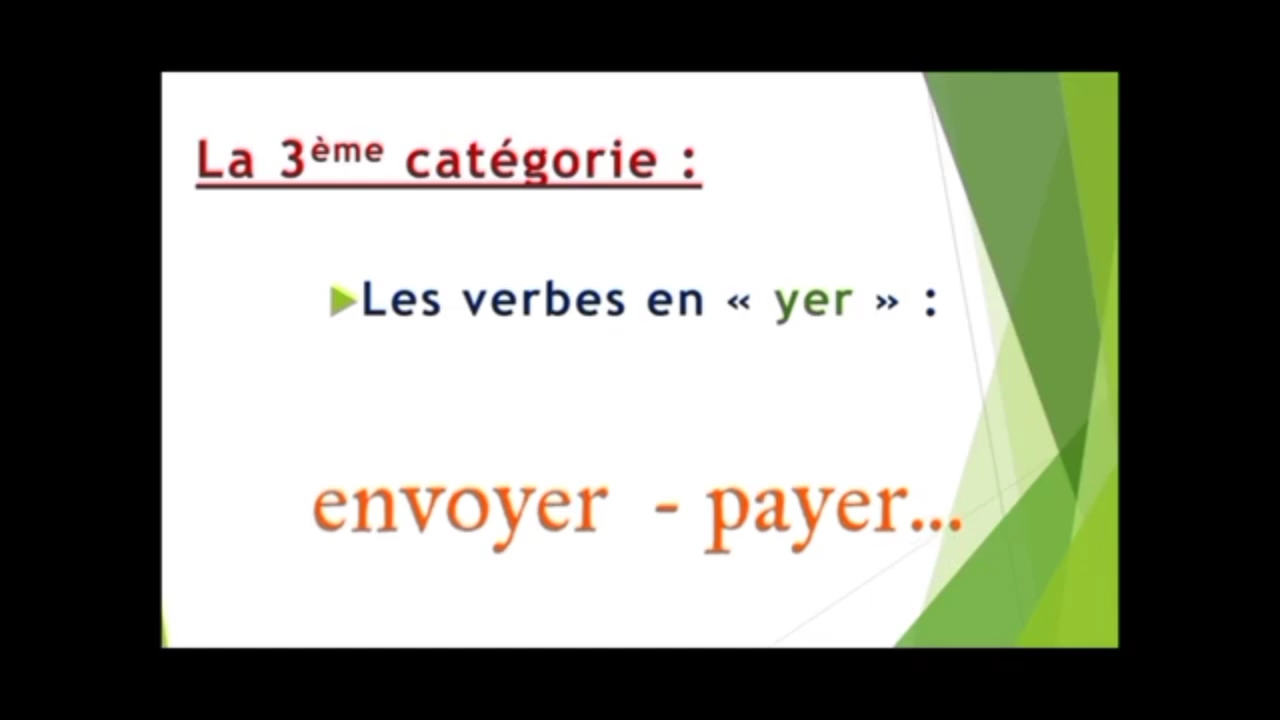 La 3ème catégorie :
Les verbes en « yer » :
envoyer - payer...